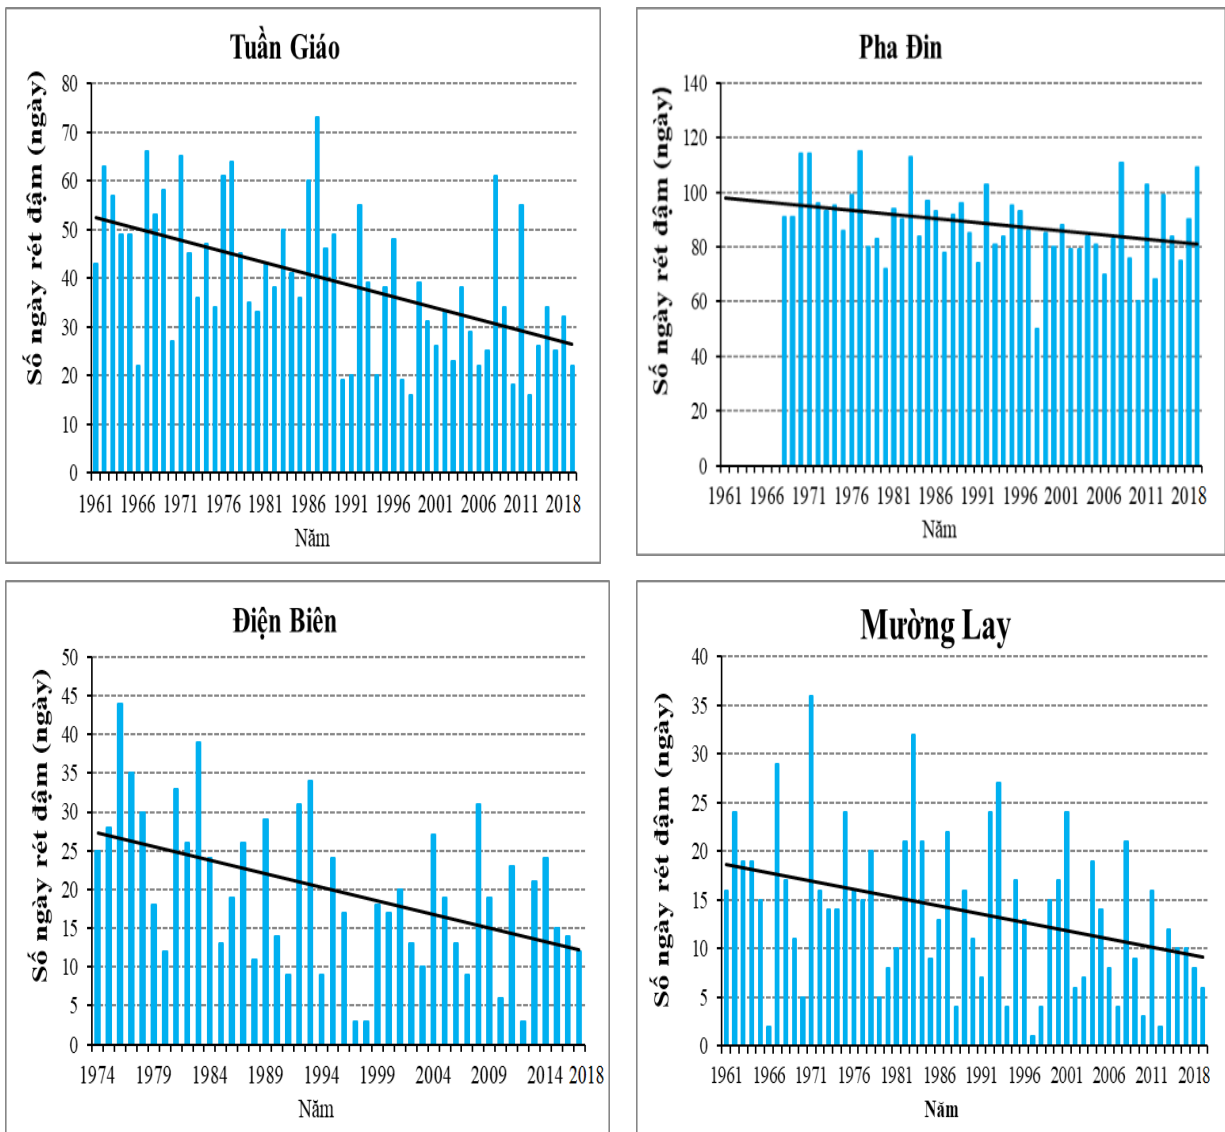 Tuần Giáo
Số ngày rét đậm (ngày)
80
70
60
50
40
30
20
10
0
1961 1966 1971 1976 1981 1986 1991 1996 2001 2006 2011 2018
Năm
Pha Đin
Số ngày rét đậm (ngày)
140
120
100
80
60
40
20
0
1961 1966 1971 1976 1981 1986 1991 1996 2001 2006 2011 2018
Năm
Điện Biên
Số ngày rét đậm (ngày)
50
45
40
35
30
25
20
15
10
5
0
1974 1979 1984 1989 1994 1999 2004 2009 2014 2018
Năm
Mường Lay
Số ngày rét đậm (ngày)
40
35
30
25
20
15
10
5
0
1961 1966 1971 1976 1981 1986 1991 1996 2001 2006 2011 2018
Năm